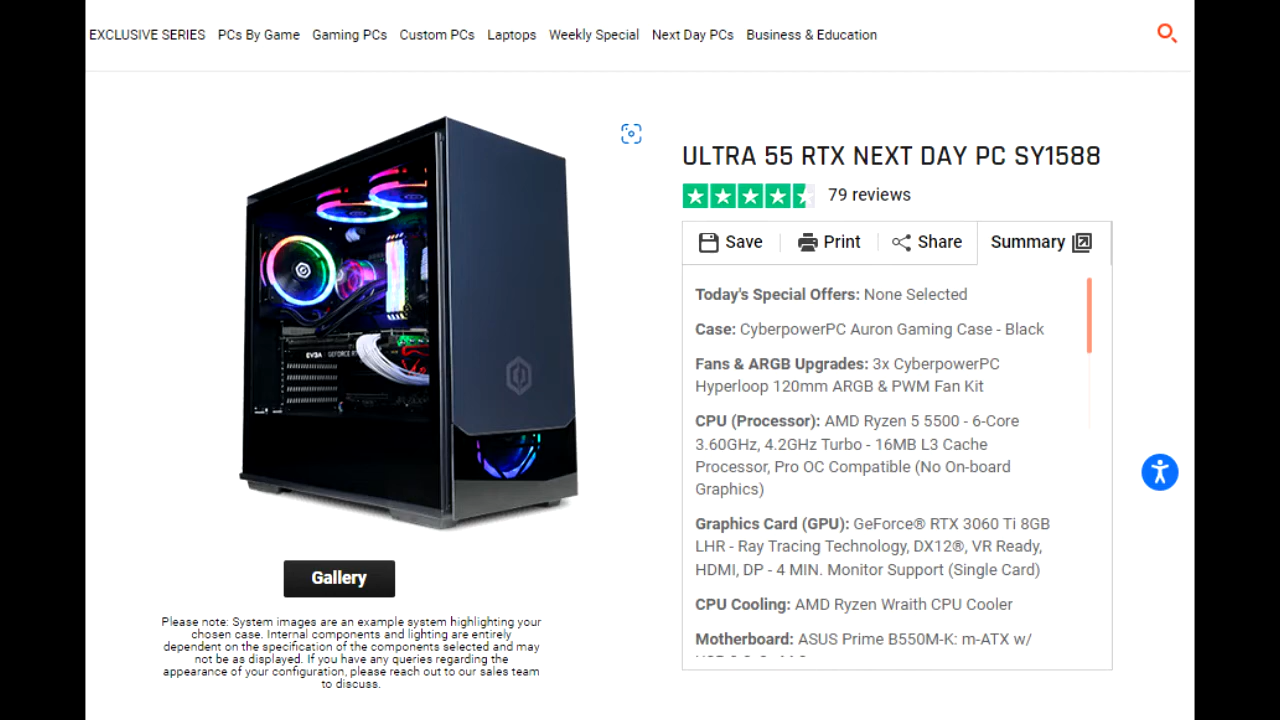 EXCLUSIVE SERIES PCs By Game Gaming PCs Custom PCs Laptops Weekly Special Next Day PCs Business & Education
ULTRA 55 RTX NEXT DAY PC SY1588
79 reviews
Save Print Share Summary
Today's Special Offers: None Selected
Case: CyberpowerPC Auron Gaming Case - Black
Fans & ARGB Upgrades: 3x CyberpowerPC
Hyperloop 120mm ARGB & PWM Fan Kit
CPU (Processor): AMD Ryzen 5 5500 - 6-Core
3.60GHz, 4.2GHz Turbo - 16MB L3 Cache
Processor, Pro OC Compatible (No On-board
Graphics)
Graphics Card (GPU): GeForce® RTX 3060 Ti 8GB
LHR - Ray Tracing Technology, DX12®, VR Ready,
HDMI, DP - 4 MIN. Monitor Support (Single Card)
CPU Cooling: AMD Ryzen Wraith CPU Cooler
Motherboard: ASUS Prime B550M-K: m-ATX w/
EVGA GEFORCE RT
Gallery
Please note: System images are an example system highlighting your
chosen case. Internal components and lighting are entirely
dependent on the specification of the components selected and may
not be as displayed. If you have any queries regarding the
appearance of your configuration, please reach out to our sales team
to discuss.